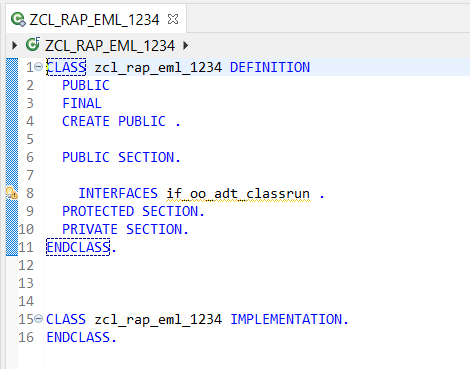 ZCL_RAP_EML_1234
ZCL_RAP_EML_1234
1 CLASS zcl_rap_eml_1234 DEFINITION
2 PUBLIC
3 FINAL
4 CREATE PUBLIC .
5
6 PUBLIC SECTION.
7
8 INTERFACES if_oo_adt_classrun .
9 PROTECTED SECTION.
10 PRIVATE SECTION.
11 ENDCLASS.
12
13
14
15 CLASS zcl_rap_eml_1234 IMPLEMENTATION.
16 ENDCLASS.